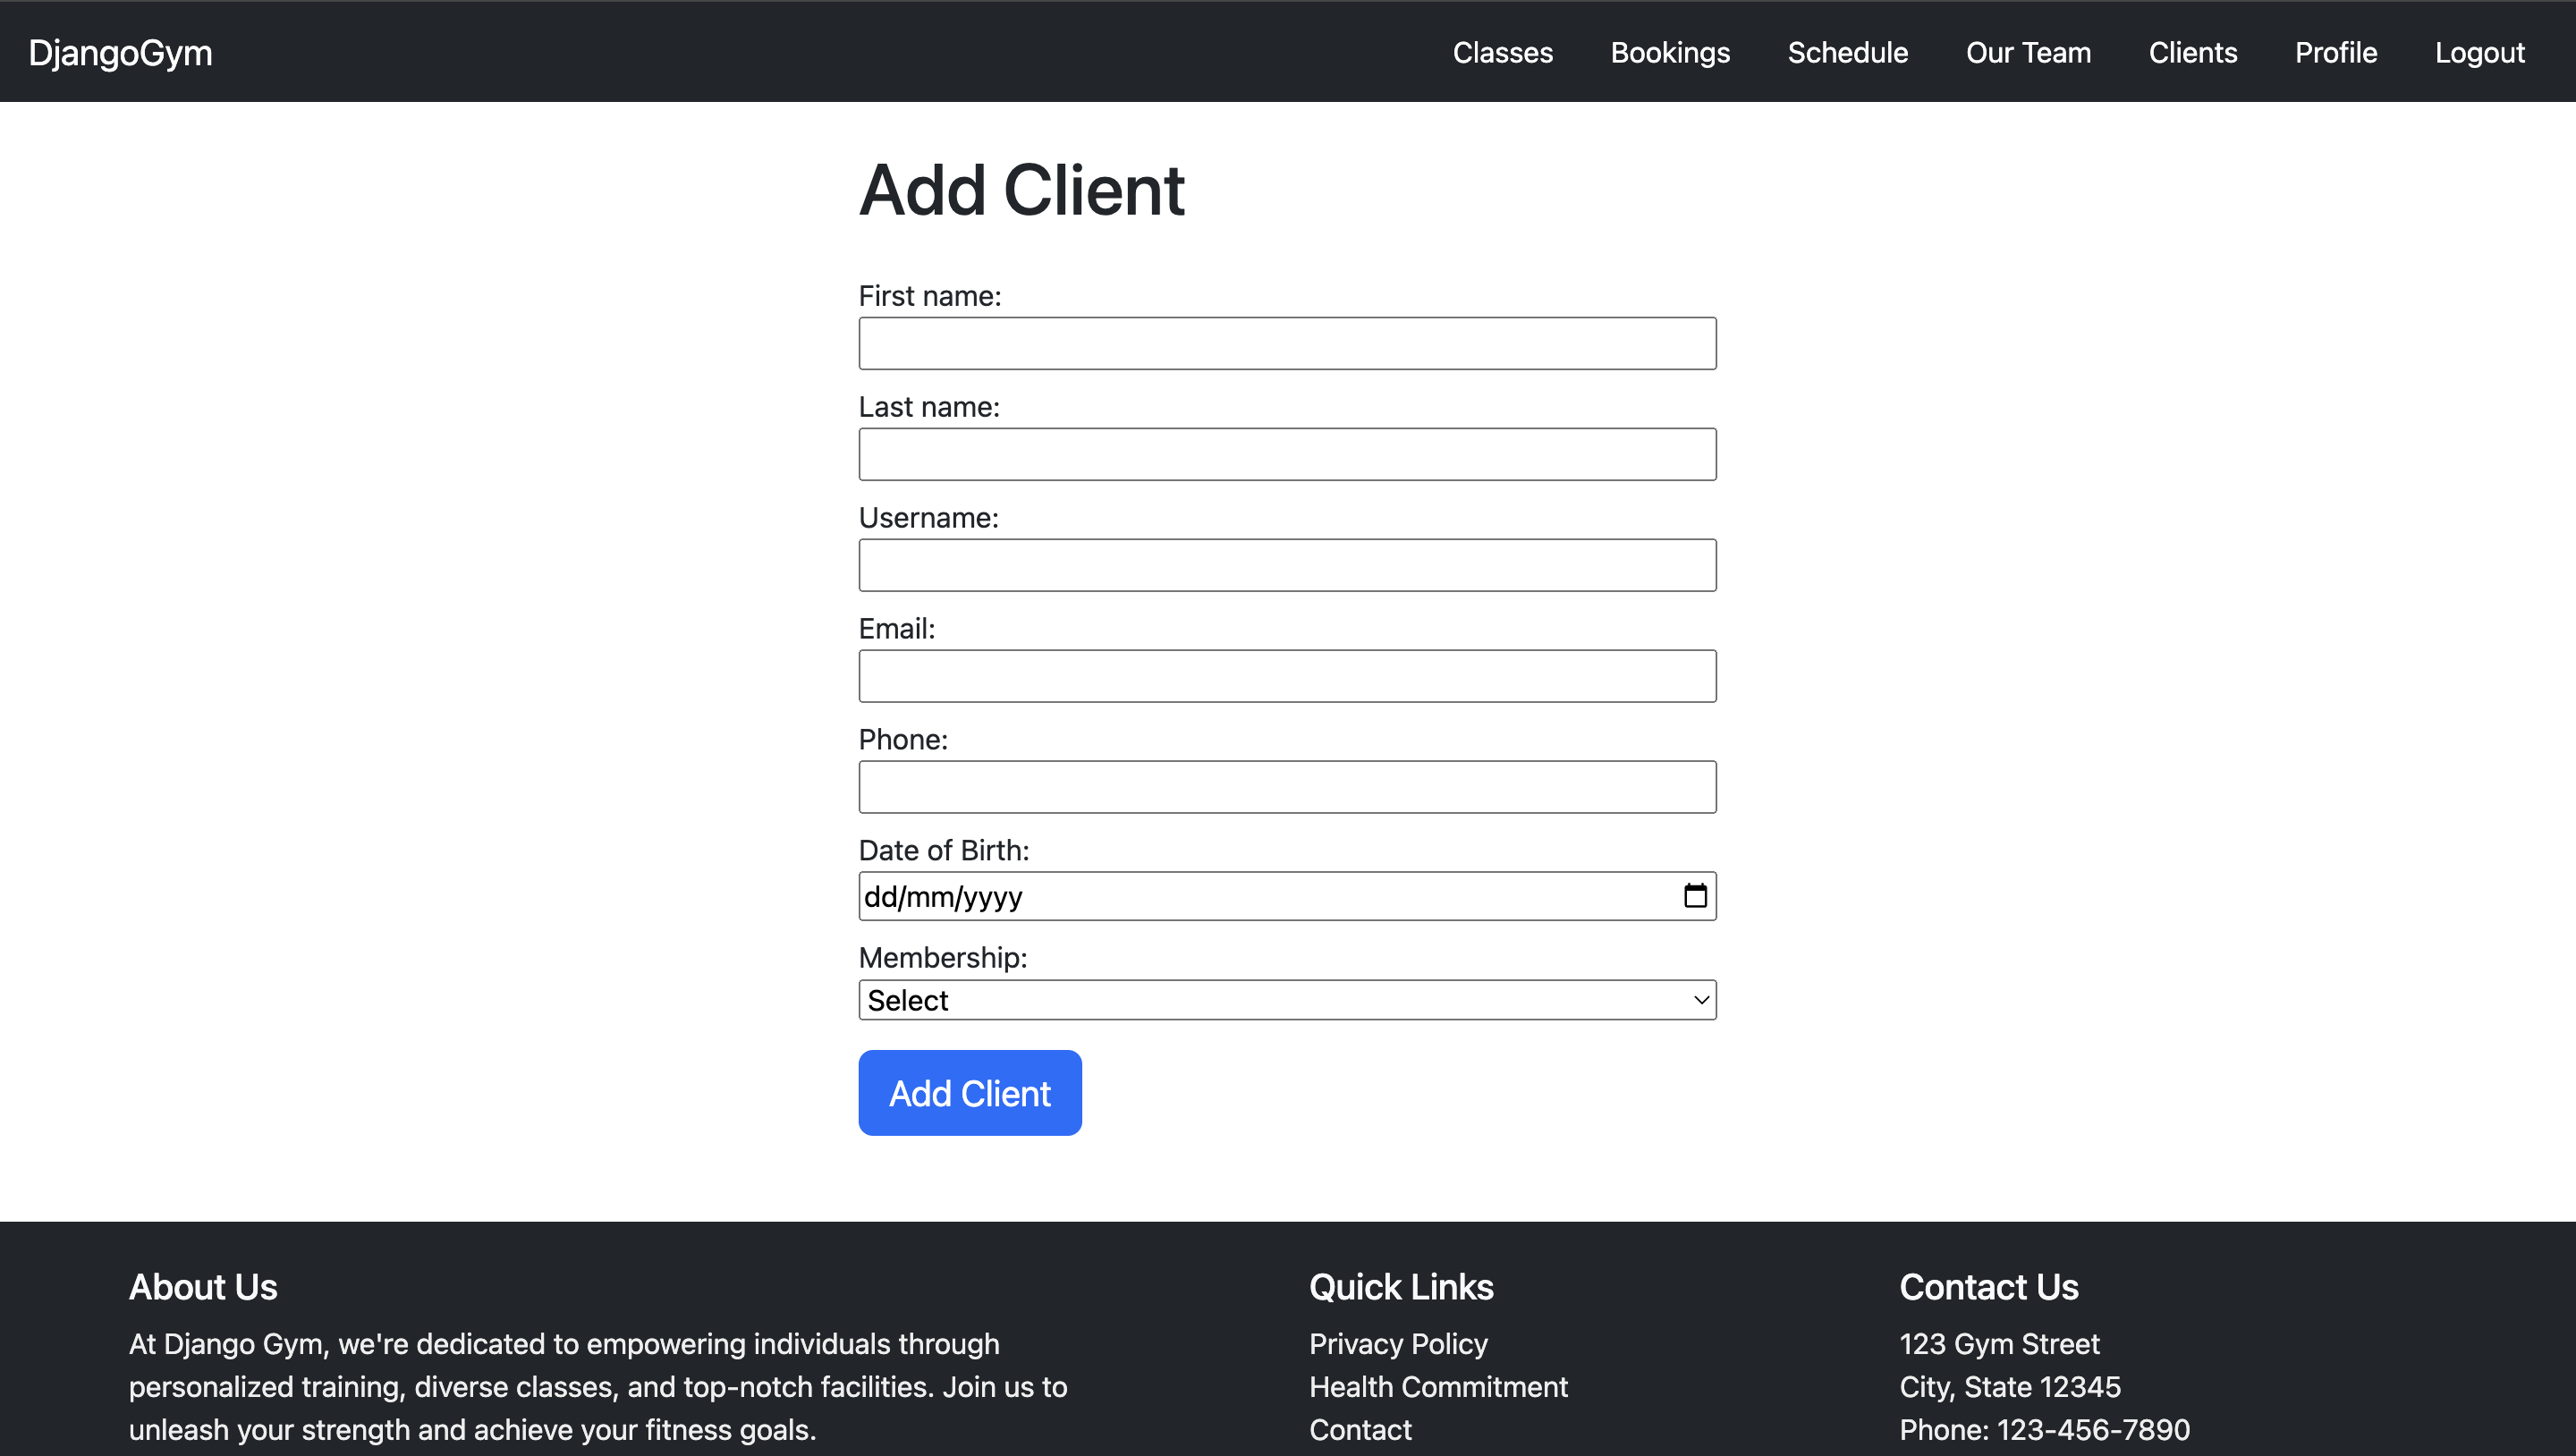 DjangoGym
Classes
Bookings
Schedule
Our Team
Clients
Profile
Logout
Add Client
First name:
Last name:
Username:
Email:
Phone:
Date of Birth:
dd/mm/yyyy
Membership:
Select
Add Client
About Us
At Django Gym, we're dedicated to empowering individuals through
personalized training, diverse classes, and top-notch facilities. Join us to
unleash your strength and achieve your fitness goals.
Quick Links
Privacy Policy
Health Commitment
Contact
Contact Us
123 Gym Street
City, State 12345
Phone: 123-456-7890